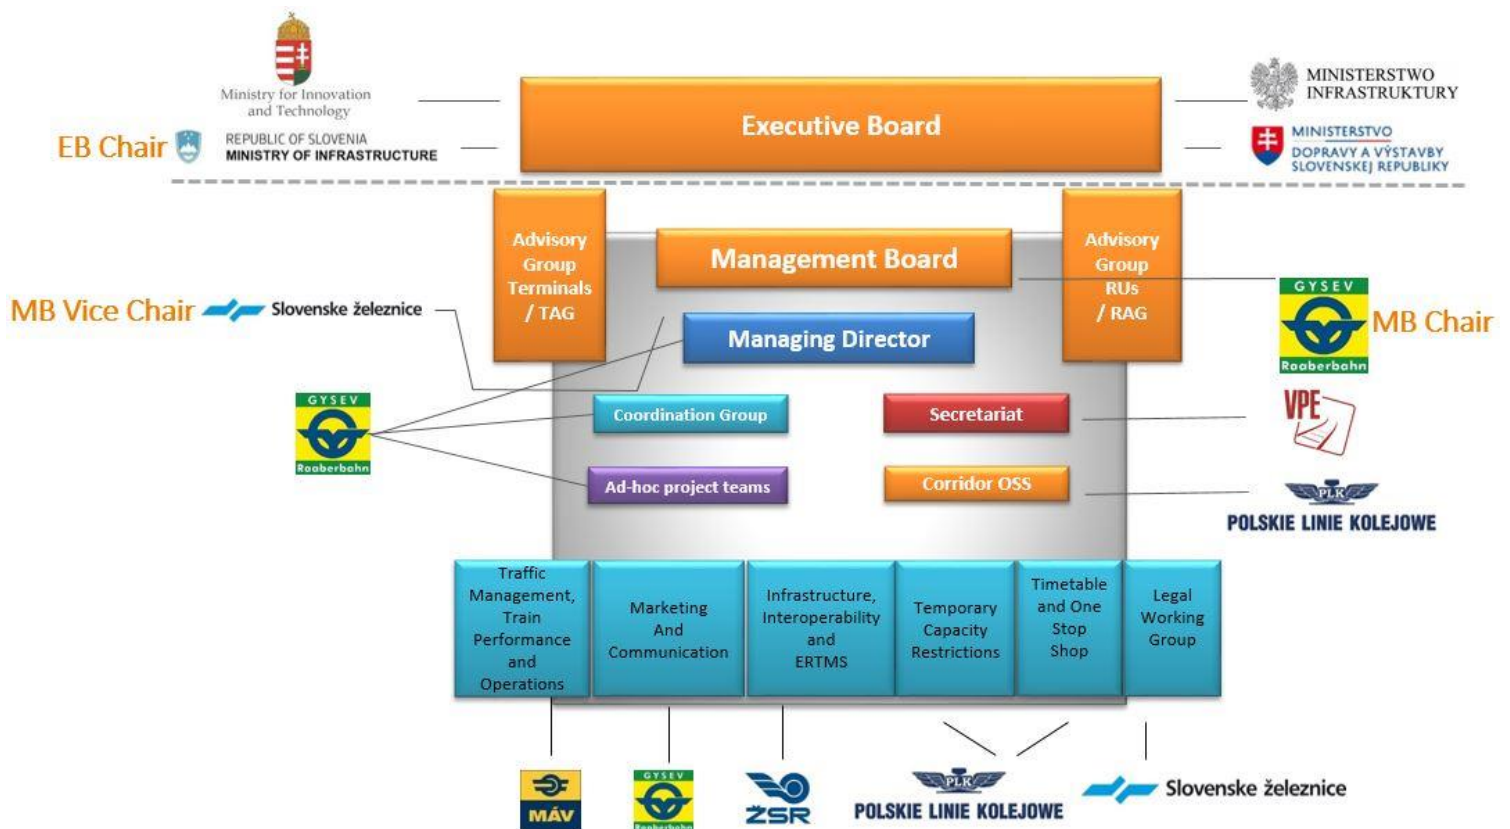 Ministry for Innovation
and Technology
EB Chair
REPUBLIC OF SLOVENIA
MINISTRY OF INFRASTRUCTURE
Executive Board
MINISTERSTWO
INFRASTRUKTURY
MINISTERSTVO
DOPRAVY A VÝSTAVBY
SLOVENSKEJ REPUBLIKY
Advisory
Group
Terminals
/ TAG
Management Board
Advisory
Group
RUs
/ RAG
MB Vice Chair
Slovenske železnice
Managing Director
GYSEV
Raaberbahn
MB Chair
GYSEV
Raaberbahn
Coordination Group
Secretariat
VPE
Ad-hoc project teams
Corridor OSS
PLK
POLSKIE LINIE KOLEJOWE
Traffic
Management,
Train
Performance
and
Operations
Marketing
And
Communication
Infrastructure,
Interoperability
and
ERTMS
Temporary
Capacity
Restrictions
Timetable
and One
Stop
Shop
Legal
Working
Group
MÁV
GYSEV
Raaberbahn
ŽSR
PLK
POLSKIE LINIE KOLEJOWE
Slovenske železnice